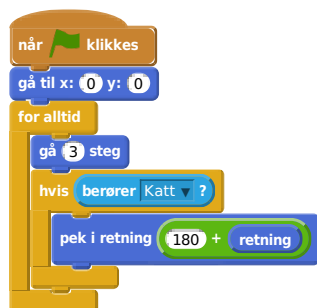 når klikkes
gå til x: 0 y: 0
for alltid
gå 3 steg
hvis berører Katt ?
pek i retning 180 + retning